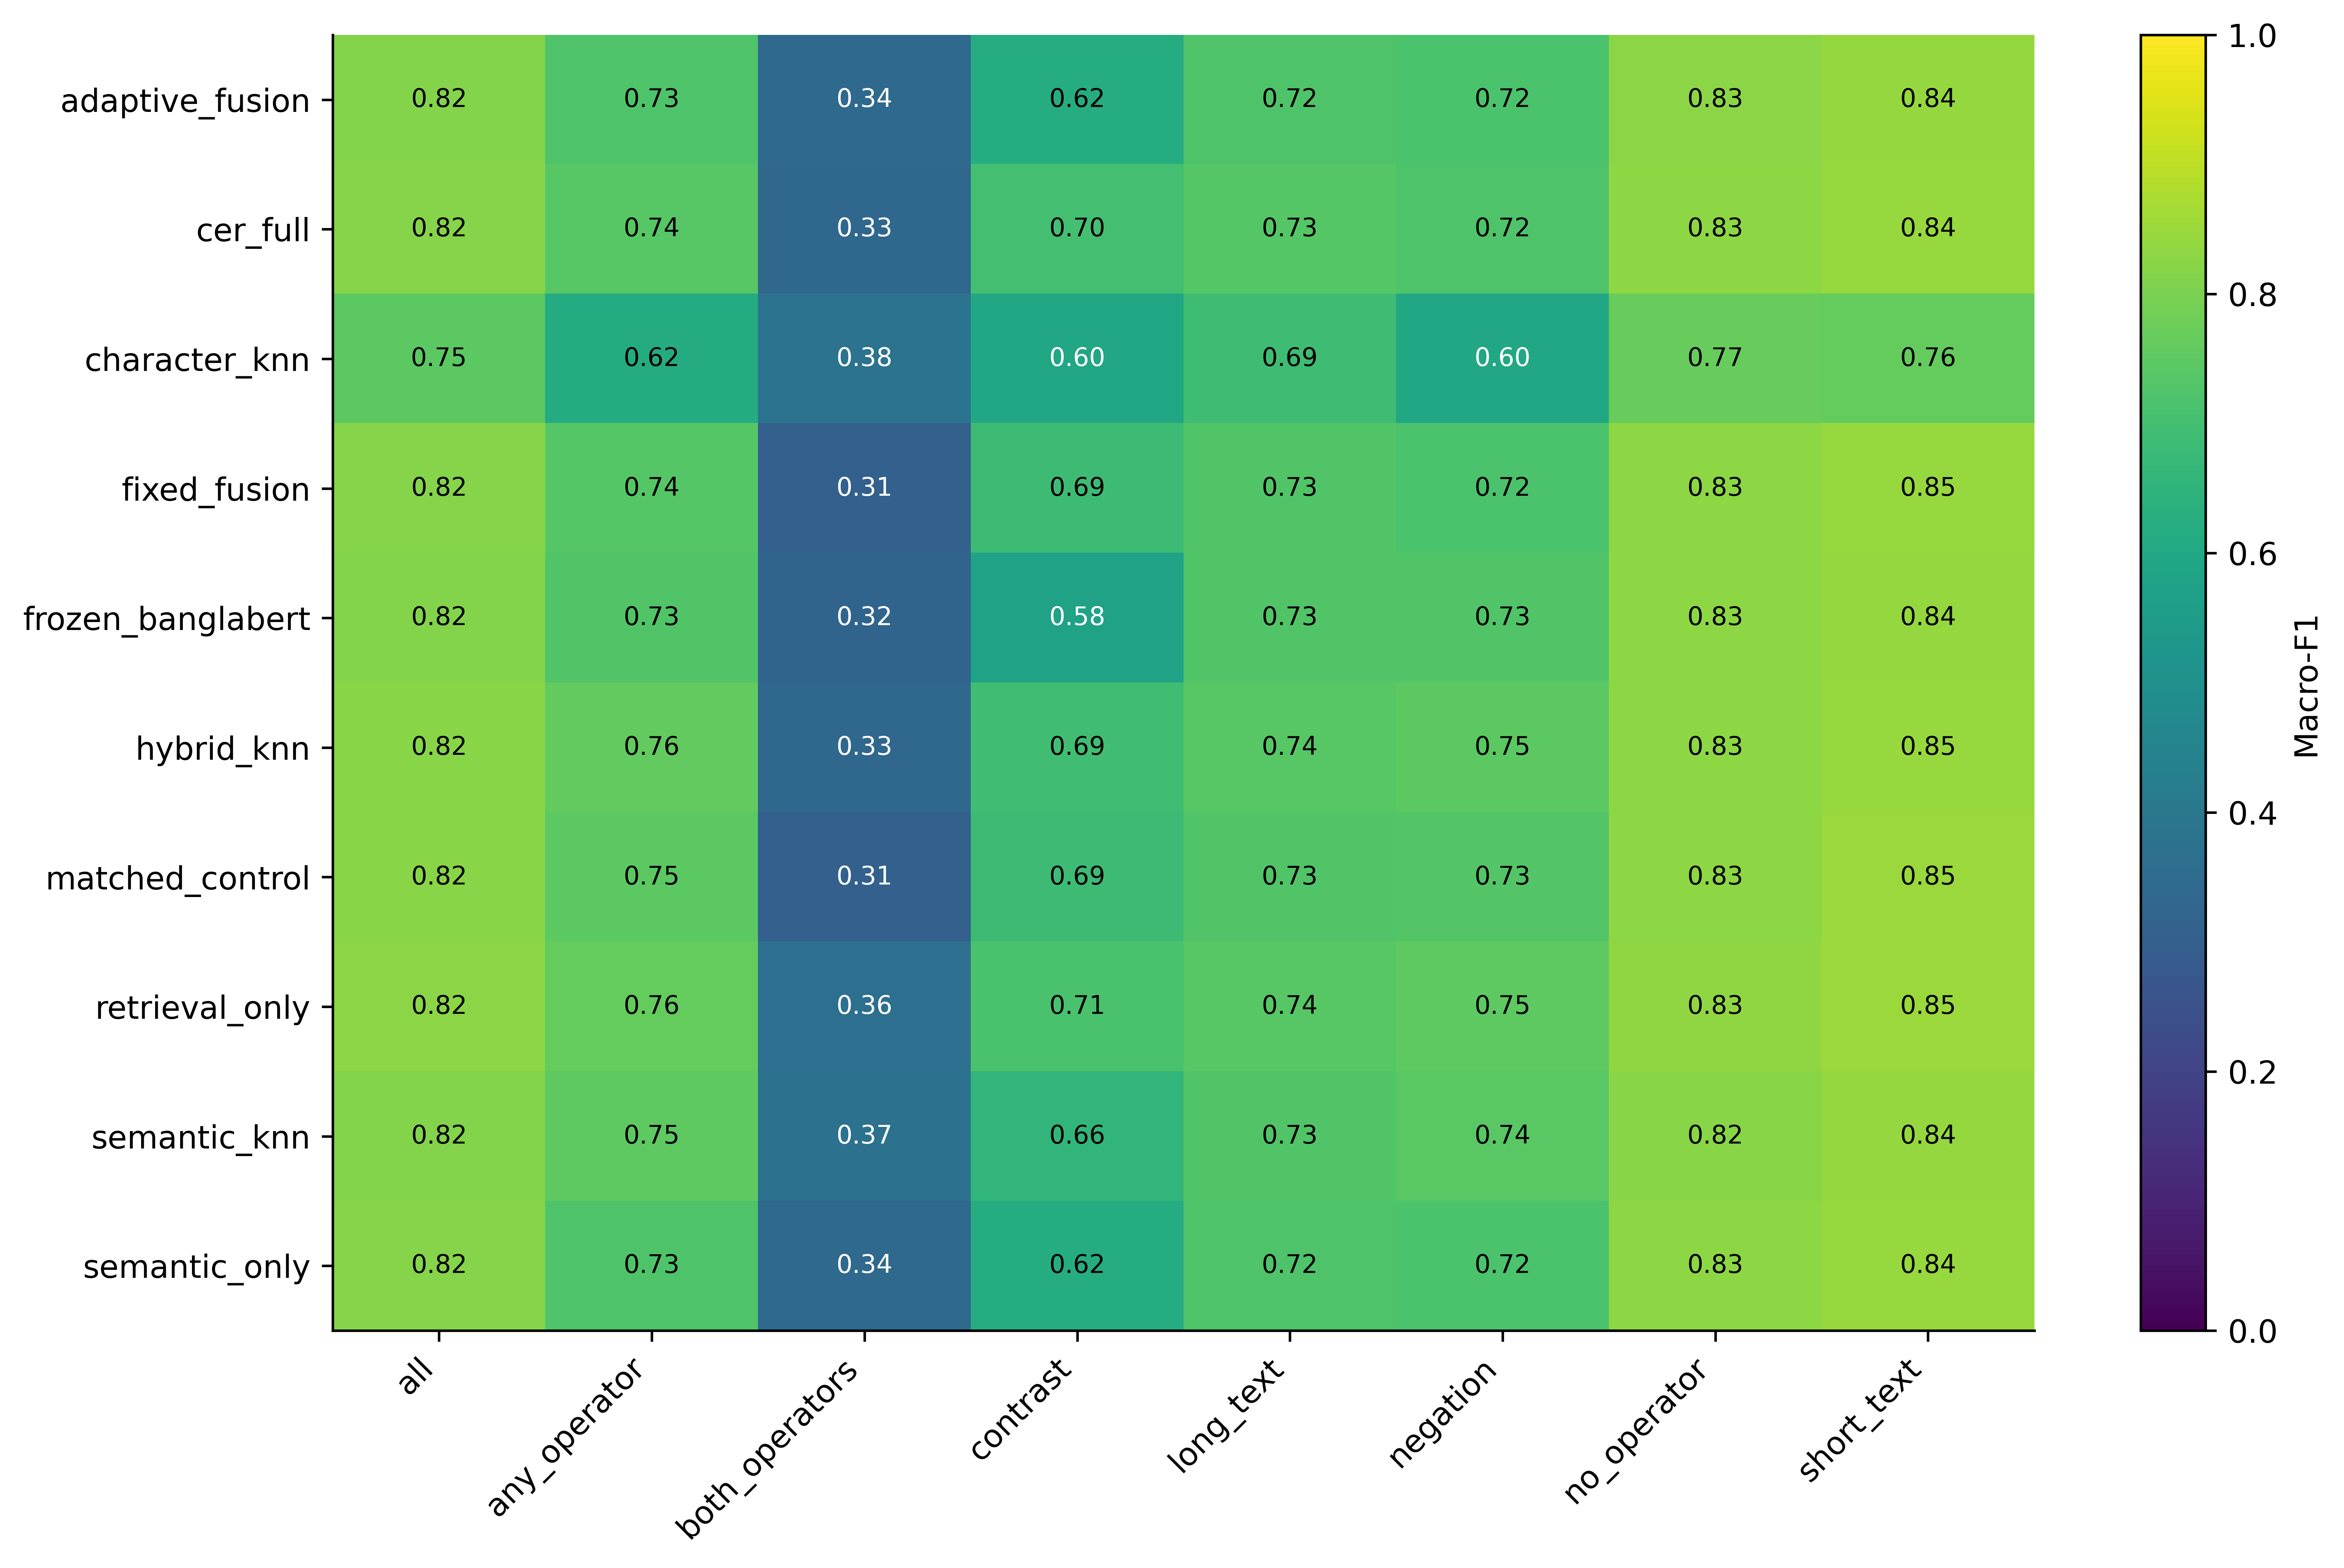 adaptive_fusion 0.82 0.73 0.34 0.62 0.72 0.72 0.83 0.84
cer_full 0.82 0.74 0.33 0.70 0.73 0.72 0.83 0.84
character_knn 0.75 0.62 0.38 0.60 0.69 0.60 0.77 0.76
fixed_fusion 0.82 0.74 0.31 0.69 0.73 0.72 0.83 0.85
frozen_banglabert 0.82 0.73 0.32 0.58 0.73 0.73 0.83 0.84
hybrid_knn 0.82 0.76 0.33 0.69 0.74 0.75 0.83 0.85
matched_control 0.82 0.75 0.31 0.69 0.73 0.73 0.83 0.85
retrieval_only 0.82 0.76 0.36 0.71 0.74 0.75 0.83 0.85
semantic_knn 0.82 0.75 0.37 0.66 0.73 0.74 0.82 0.84
semantic_only 0.82 0.73 0.34 0.62 0.72 0.72 0.83 0.84
all any_operator both_operators contrast long_text negation no_operator short_text
1.0
0.8
0.6
0.4
0.2
0.0
Macro-F1